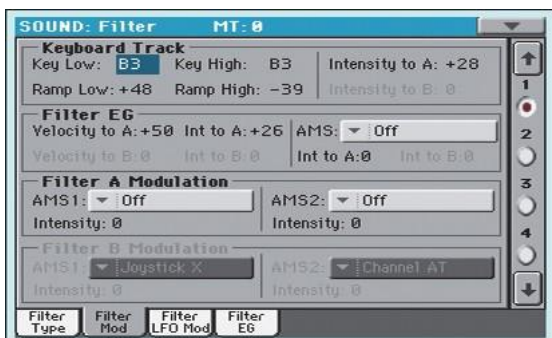 SOUND: Filter MT: 0
Keyboard Track
Key Low: B3 Key High: B3 Intensity to A: +28
Ramp Low: +48 Ramp High: -39 Intensity to B: 0
Filter EG
Velocity to A:+50 Int to A:+26 AMS: Off
Velocity to B:0 Int to B:0 Int to A:0 Int to B:0
Filter A Modulation
AMS1: Off AMS2: Off
Intensity: 0 Intensity: 0
Filter B Modulation
AMS1: Joystick X AMS2: Channel AT
Intensity: 0 Intensity: 0
1
2
3
4
Filter Type Filter Mod Filter LFO Mod Filter EG